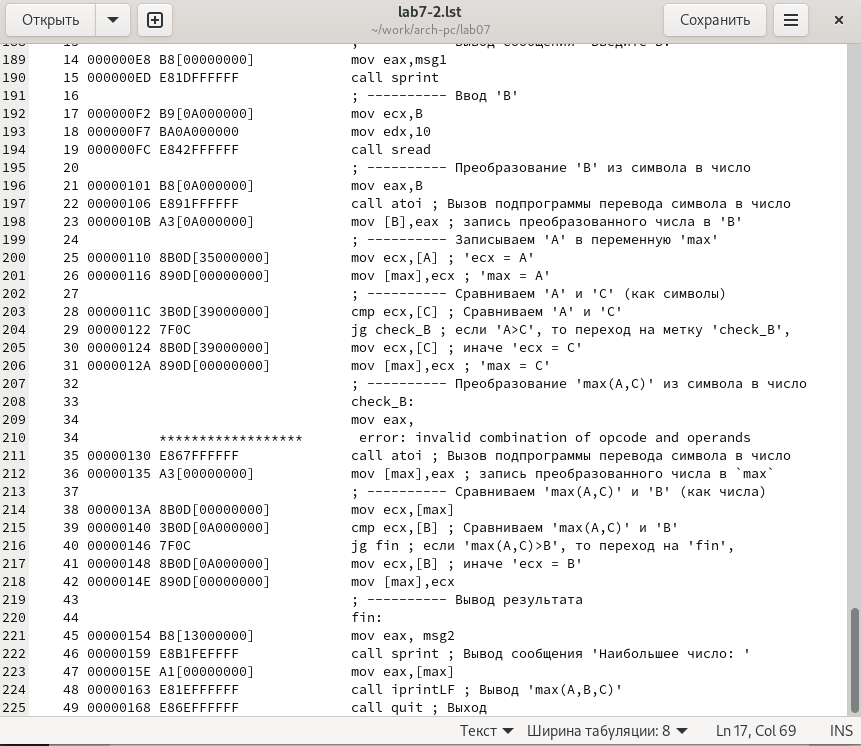 Открыть
lab7-2.lst
~/work/arch-pc/lab07
Сохранить
189 14 000000E8 B8[00000000] mov eax,msg1
190 15 000000ED E81DFFFFFF call sprint
191 16 ; ---------- Ввод 'B'
192 17 000000F2 B9[0A000000] mov ecx,B
193 18 000000F7 BA0A000000 mov edx,10
194 19 000000FC E842FFFFFF call sread
195 20 ; ---------- Преобразование 'B' из символа в число
196 21 00000101 B8[0A000000] mov eax,B
197 22 00000106 E891FFFFFF call atoi ; Вызов подпрограммы перевода символа в число
198 23 0000010B A3[0A000000] mov [B],eax ; запись преобразованного числа в 'B'
199 24 ; ---------- Записываем 'A' в переменную 'max'
200 25 00000110 8B0D[35000000] mov ecx,[A] ; 'ecx = A'
201 26 00000116 890D[00000000] mov [max],ecx ; 'max = A'
202 27 ; ---------- Сравниваем 'A' и 'С' (как символы)
203 28 0000011C 3B0D[39000000] cmp ecx,[C] ; Сравниваем 'A' и 'С'
204 29 00000122 7F0C jg check_B ; если 'A>C', то переход на метку 'check_B',
205 30 00000124 8B0D[39000000] mov ecx,[C] ; иначе 'ecx = C'
206 31 0000012A 890D[00000000] mov [max],ecx ; 'max = C'
207 32 ; ---------- Преобразование 'max(A,C)' из символа в число
208 33 check_B:
209 34 mov eax,
210 34 ****************** error: invalid combination of opcode and operands
211 35 00000130 E867FFFFFF call atoi ; Вызов подпрограммы перевода символа в число
212 36 00000135 A3[00000000] mov [max],eax ; запись преобразованного числа в `max`
213 37 ; ---------- Сравниваем 'max(A,C)' и 'B' (как числа)
214 38 0000013A 8B0D[00000000] mov ecx,[max]
215 39 00000140 3B0D[0A000000] cmp ecx,[B] ; Сравниваем 'max(A,C)' и 'B'
216 40 00000146 7F0C jg fin ; если 'max(A,C)>B', то переход на 'fin',
217 41 00000148 8B0D[0A000000] mov ecx,[B] ; иначе 'ecx = B'
218 42 0000014E 890D[00000000] mov [max],ecx
219 43 ; ---------- Вывод результата
220 44 fin:
221 45 00000154 B8[13000000] mov eax, msg2
222 46 00000159 E8B1FEFFFF call sprint ; Вывод сообщения 'Наибольшее число: '
223 47 0000015E A1[00000000] mov eax,[max]
224 48 00000163 E81EFFFFFF call iprintLF ; Вывод 'max(A,B,C)'
225 49 00000168 E86EFFFFFF call quit ; Выход
Текст
Ширина табуляции: 8
Ln 17, Col 69
INS